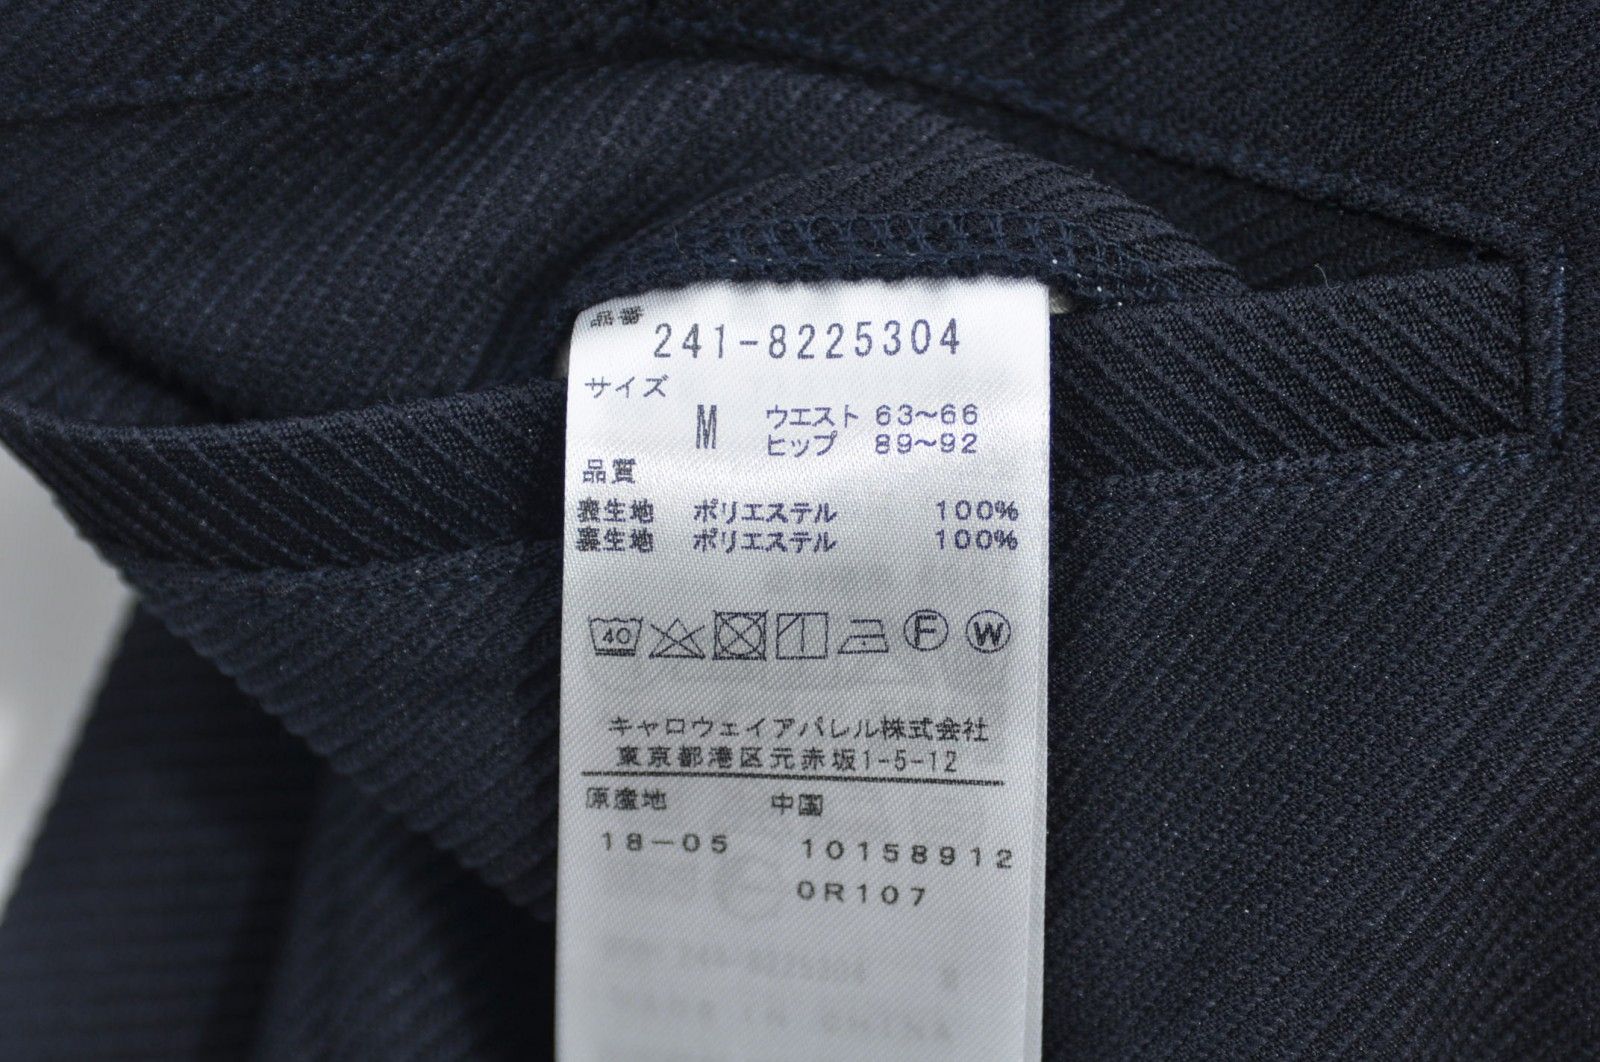 品番
241-8225304
サイズ
M ウエスト 63~66
ヒップ 89~92
品質
表生地 ポリエステル 100%
裏生地 ポリエステル 100%
40 F W
キャロウェイアパレル株式会社
東京都港区元赤坂1-5-12
原産地 中国
18-05 10158912
0R107